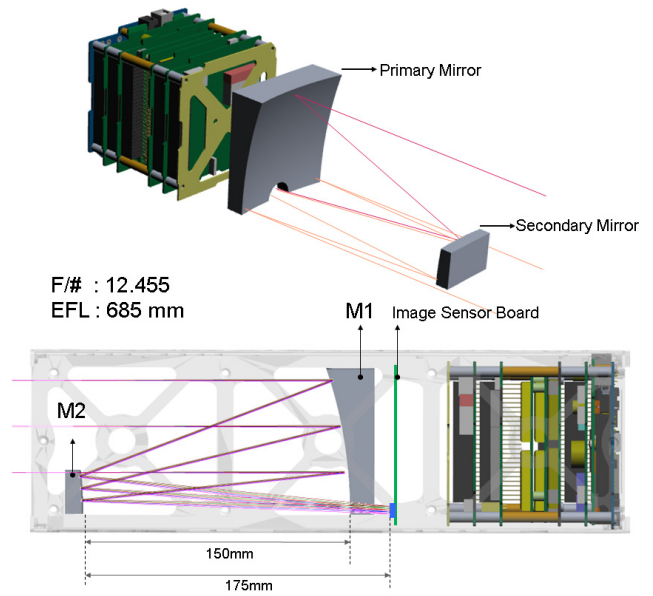 Primary Mirror
Secondary Mirror
F/# : 12.455
EFL : 685 mm
M1
Image Sensor Board
M2
150mm
175mm